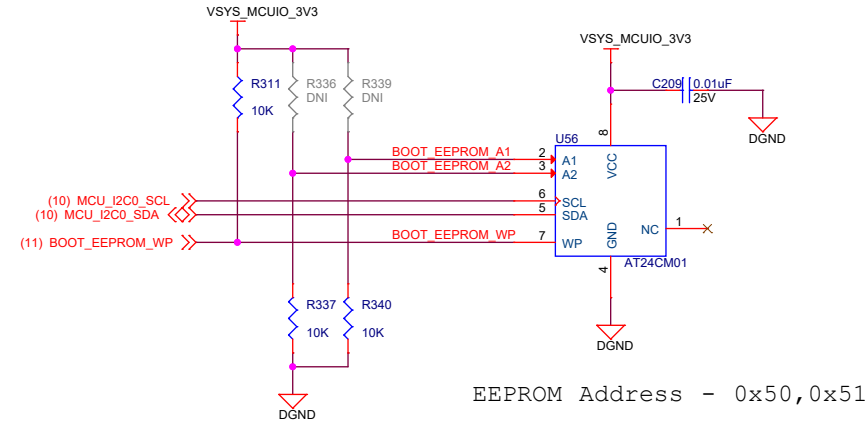 VSYS_MCUIO_3V3
VSYS_MCUIO_3V3
R311
10K
R336
DNI
R339
DNI
C209
0.01uF
25V
DGND
U56
8
VCC
BOOT_EEPROM_A1
2
A1
BOOT_EEPROM_A2
3
A2
(10) MCU_I2C0_SCL
6
SCL
(10) MCU_I2C0_SDA
5
SDA
(11) BOOT_EEPROM_WP
BOOT_EEPROM_WP
7
WP
GND
NC
1
4
AT24CM01
R337
10K
R340
10K
DGND
DGND
EEPROM Address - 0x50,0x51